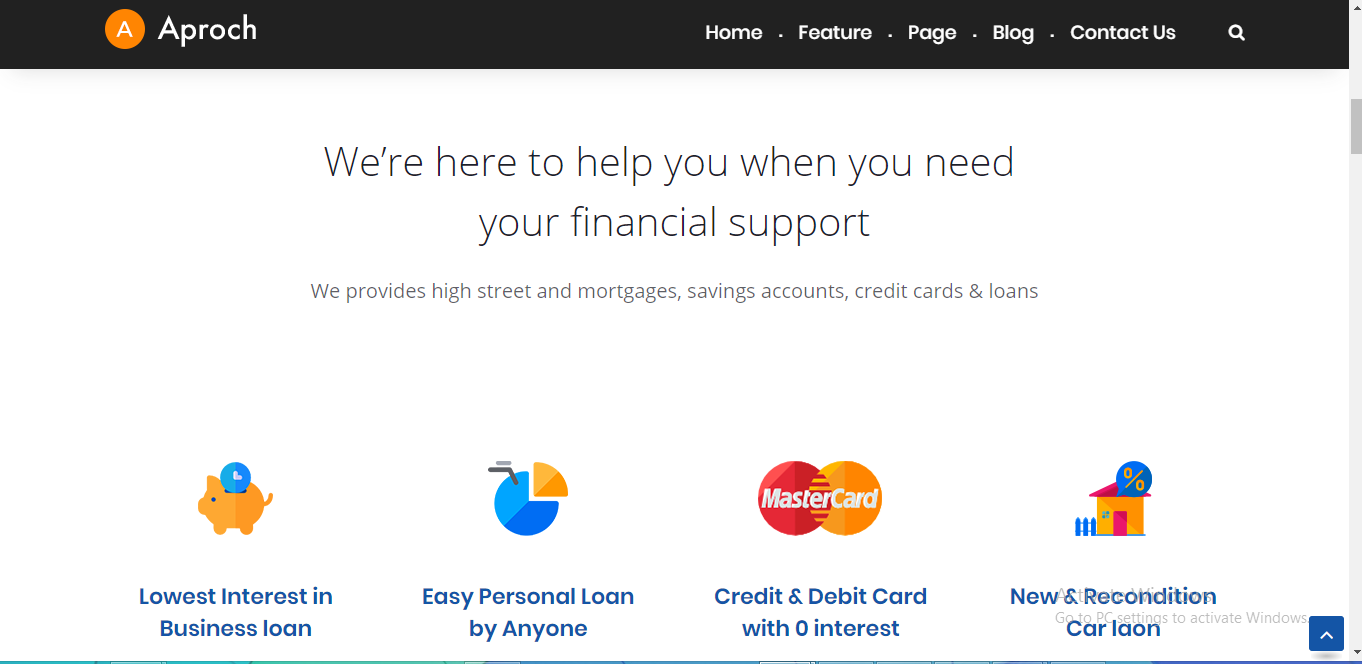 A Aproch
Home . Feature . Page . Blog . Contact Us
We're here to help you when you need
your financial support
We provides high street and mortgages, savings accounts, credit cards & loans
MasterCard
%
Lowest Interest in
Business loan
Easy Personal Loan
by Anyone
Credit & Debit Card
with 0 interest
New & Recondition
Car laon
Activate Windows
Go to PC settings to activate Windows.